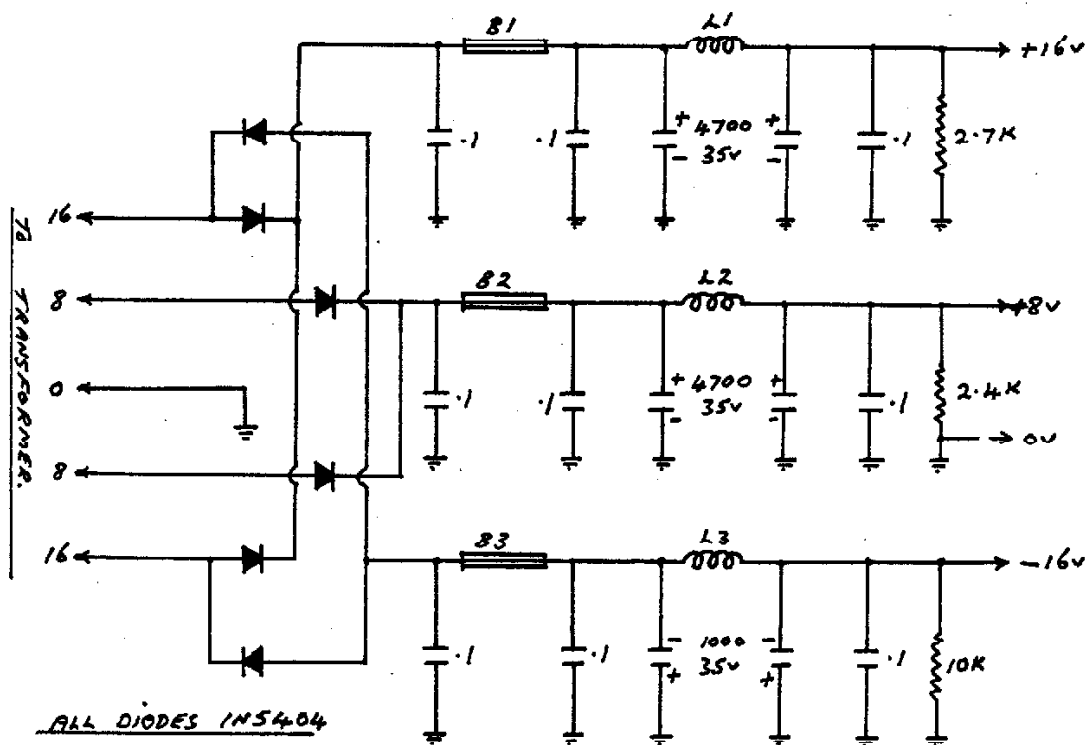 B1
L1
+16v
.1
.1
+ 4700 +
- 35v -
.1
2.7K
16
TO TRANSFORMER.
8
B2
L2
+8v
0
.1
.1
+ 4700 +
- 35v -
.1
2.4K
→ 0v
8
16
B3
L3
-16v
.1
.1
- 1000 -
+ 35v +
.1
10K
ALL DIODES IN5404